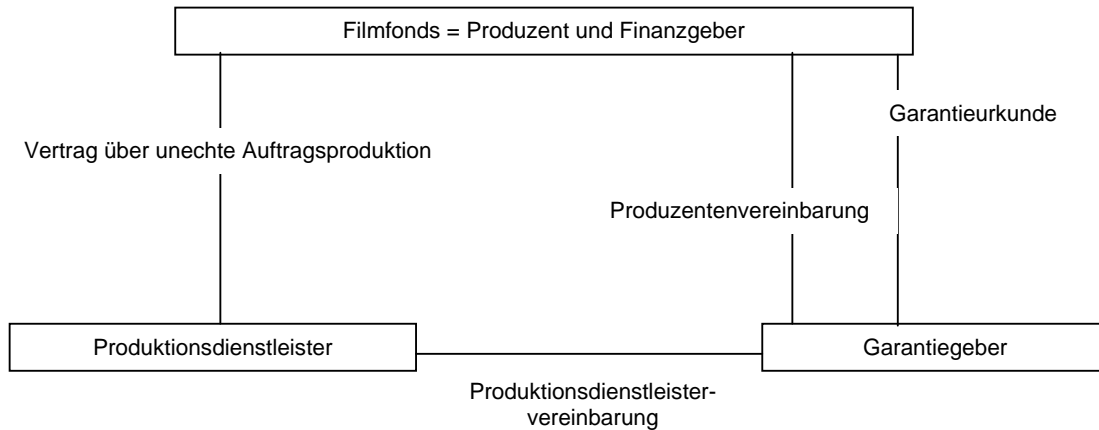 Filmfonds = Produzent und Finanzgeber
Garantieurkunde
Vertrag über unechte Auftragsproduktion
Produzentenvereinbarung
Produktionsdienstleister
Garantiegeber
Produktionsdienstleister-
vereinbarung